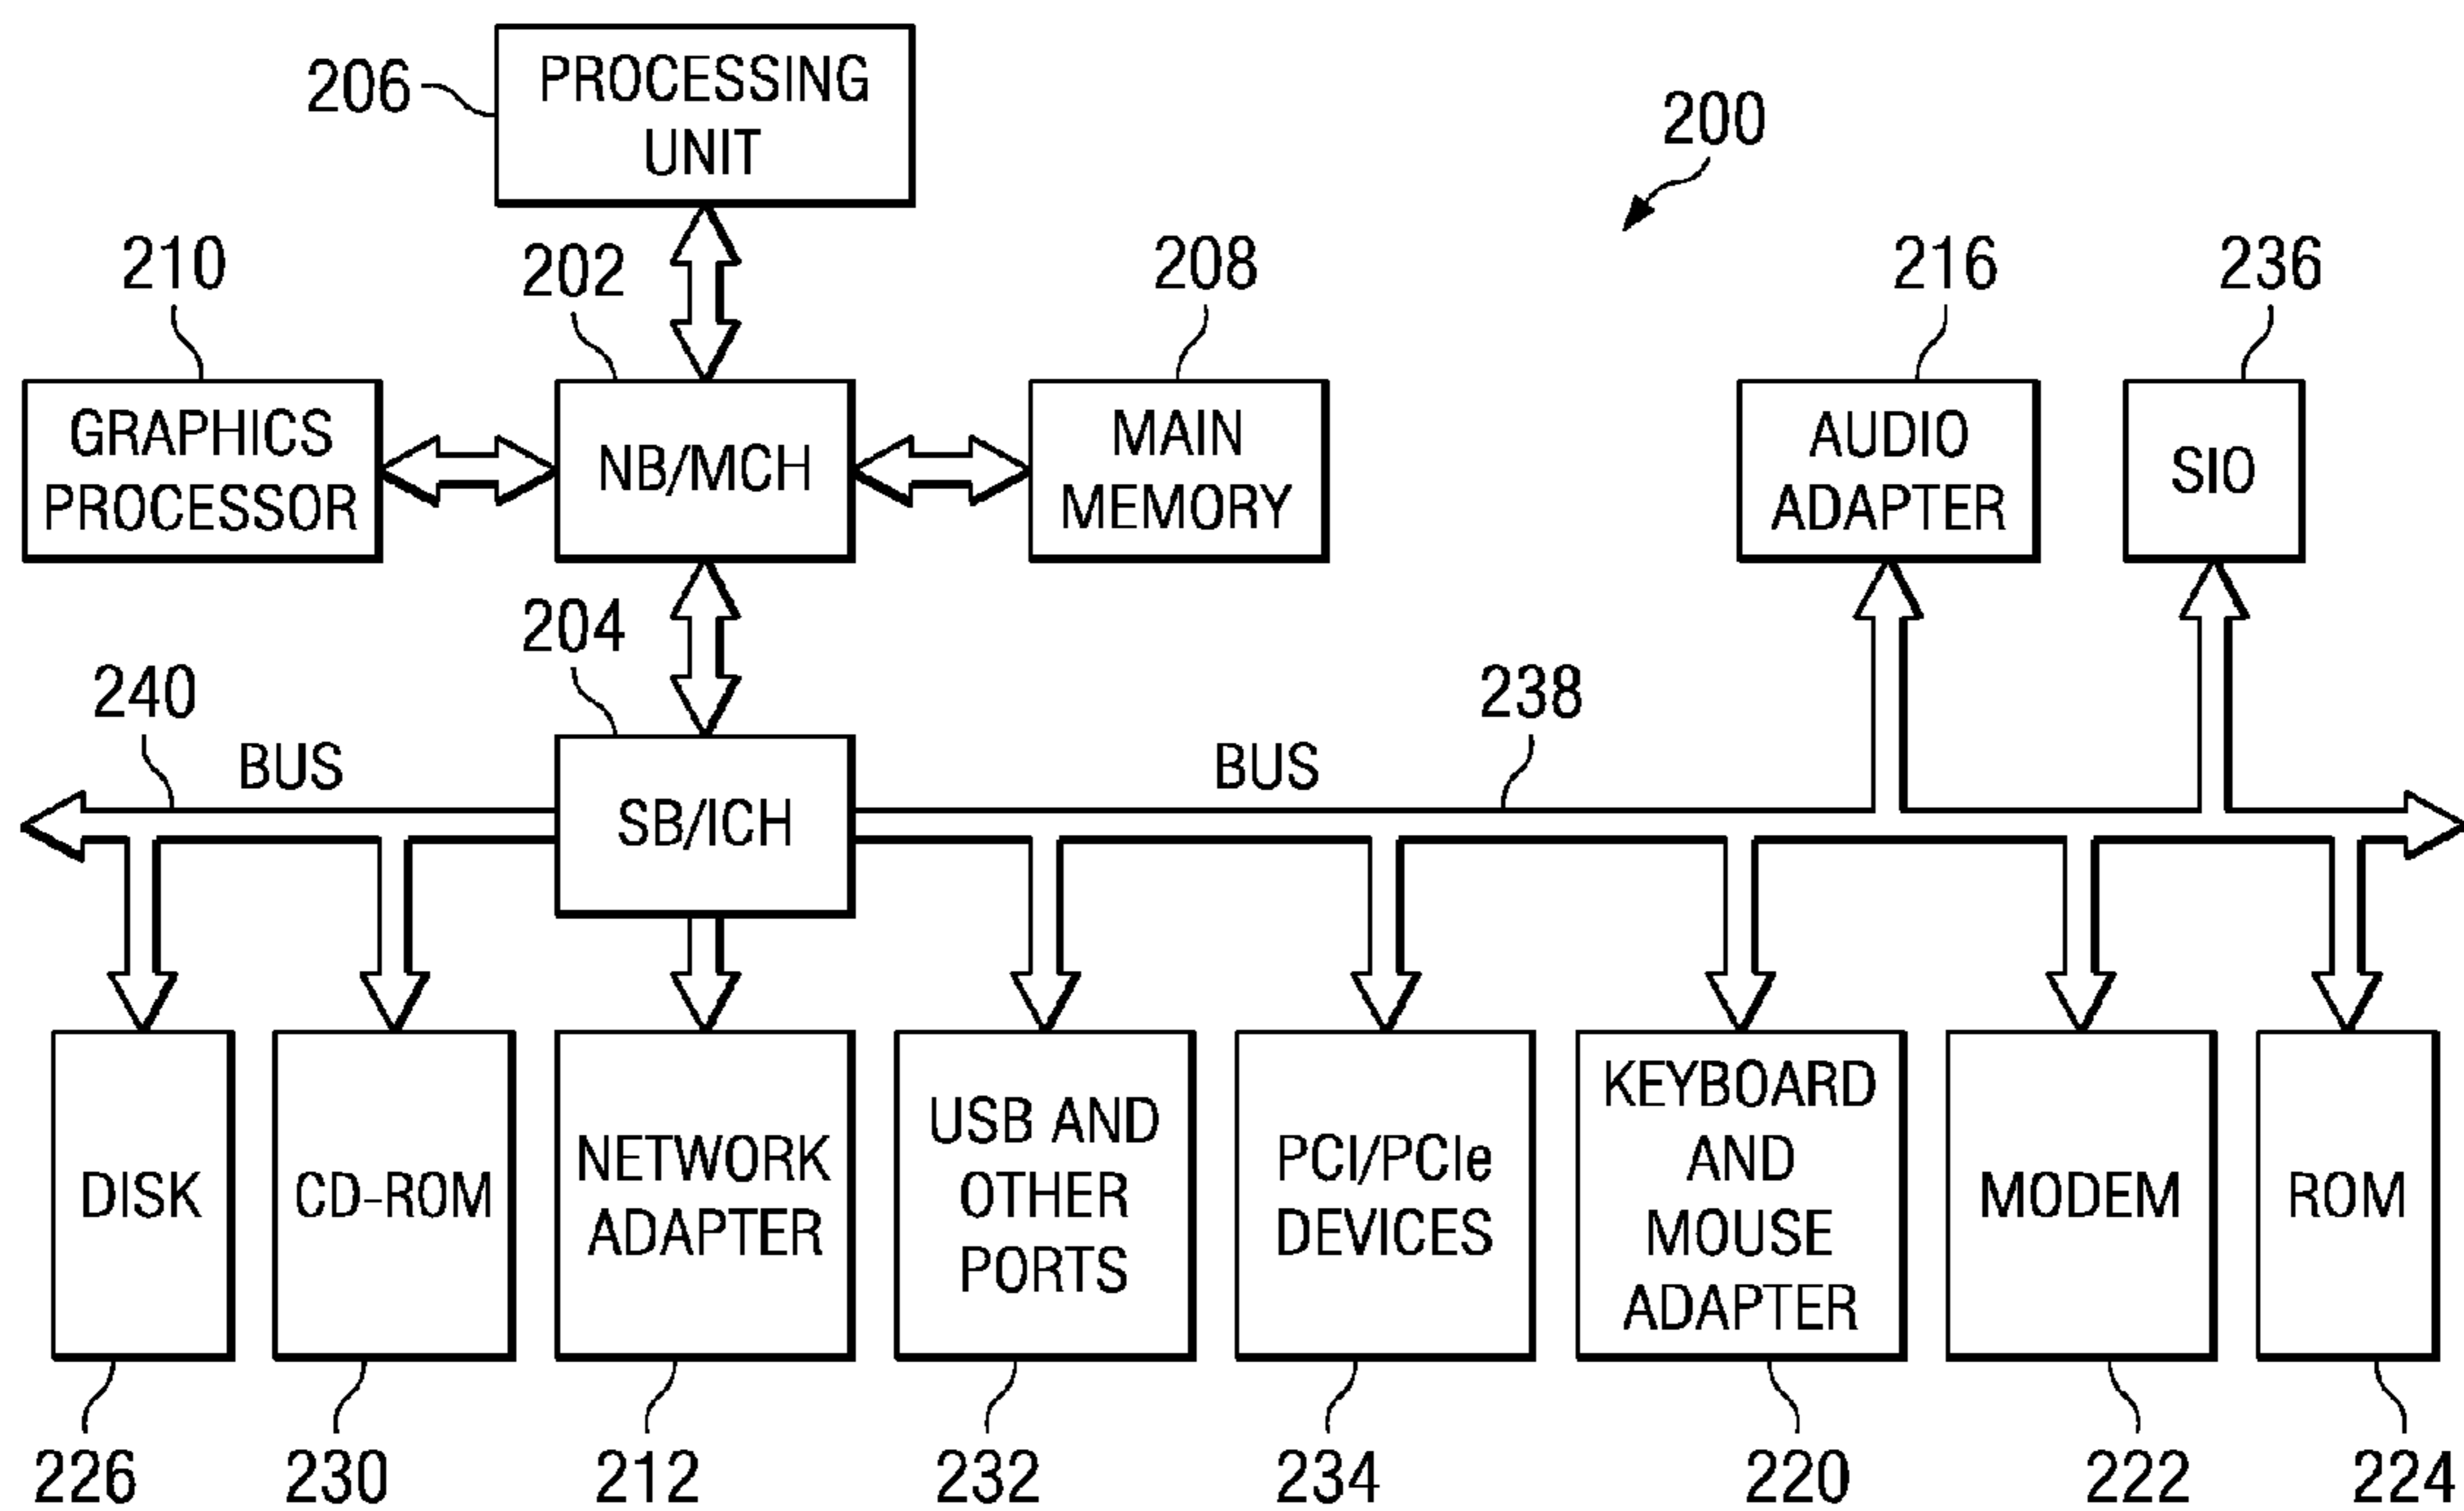 206
PROCESSING
UNIT
200
210
202
208
216
236
GRAPHICS
PROCESSOR
NB/MCH
MAIN
MEMORY
AUDIO
ADAPTER
SIO
204
240
BUS
SB/ICH
BUS
238
DISK
CD-ROM
NETWORK
ADAPTER
USB AND
OTHER
PORTS
PCI/PCIe
DEVICES
KEYBOARD
AND
MOUSE
ADAPTER
MODEM
ROM
226
230
212
232
234
220
222
224